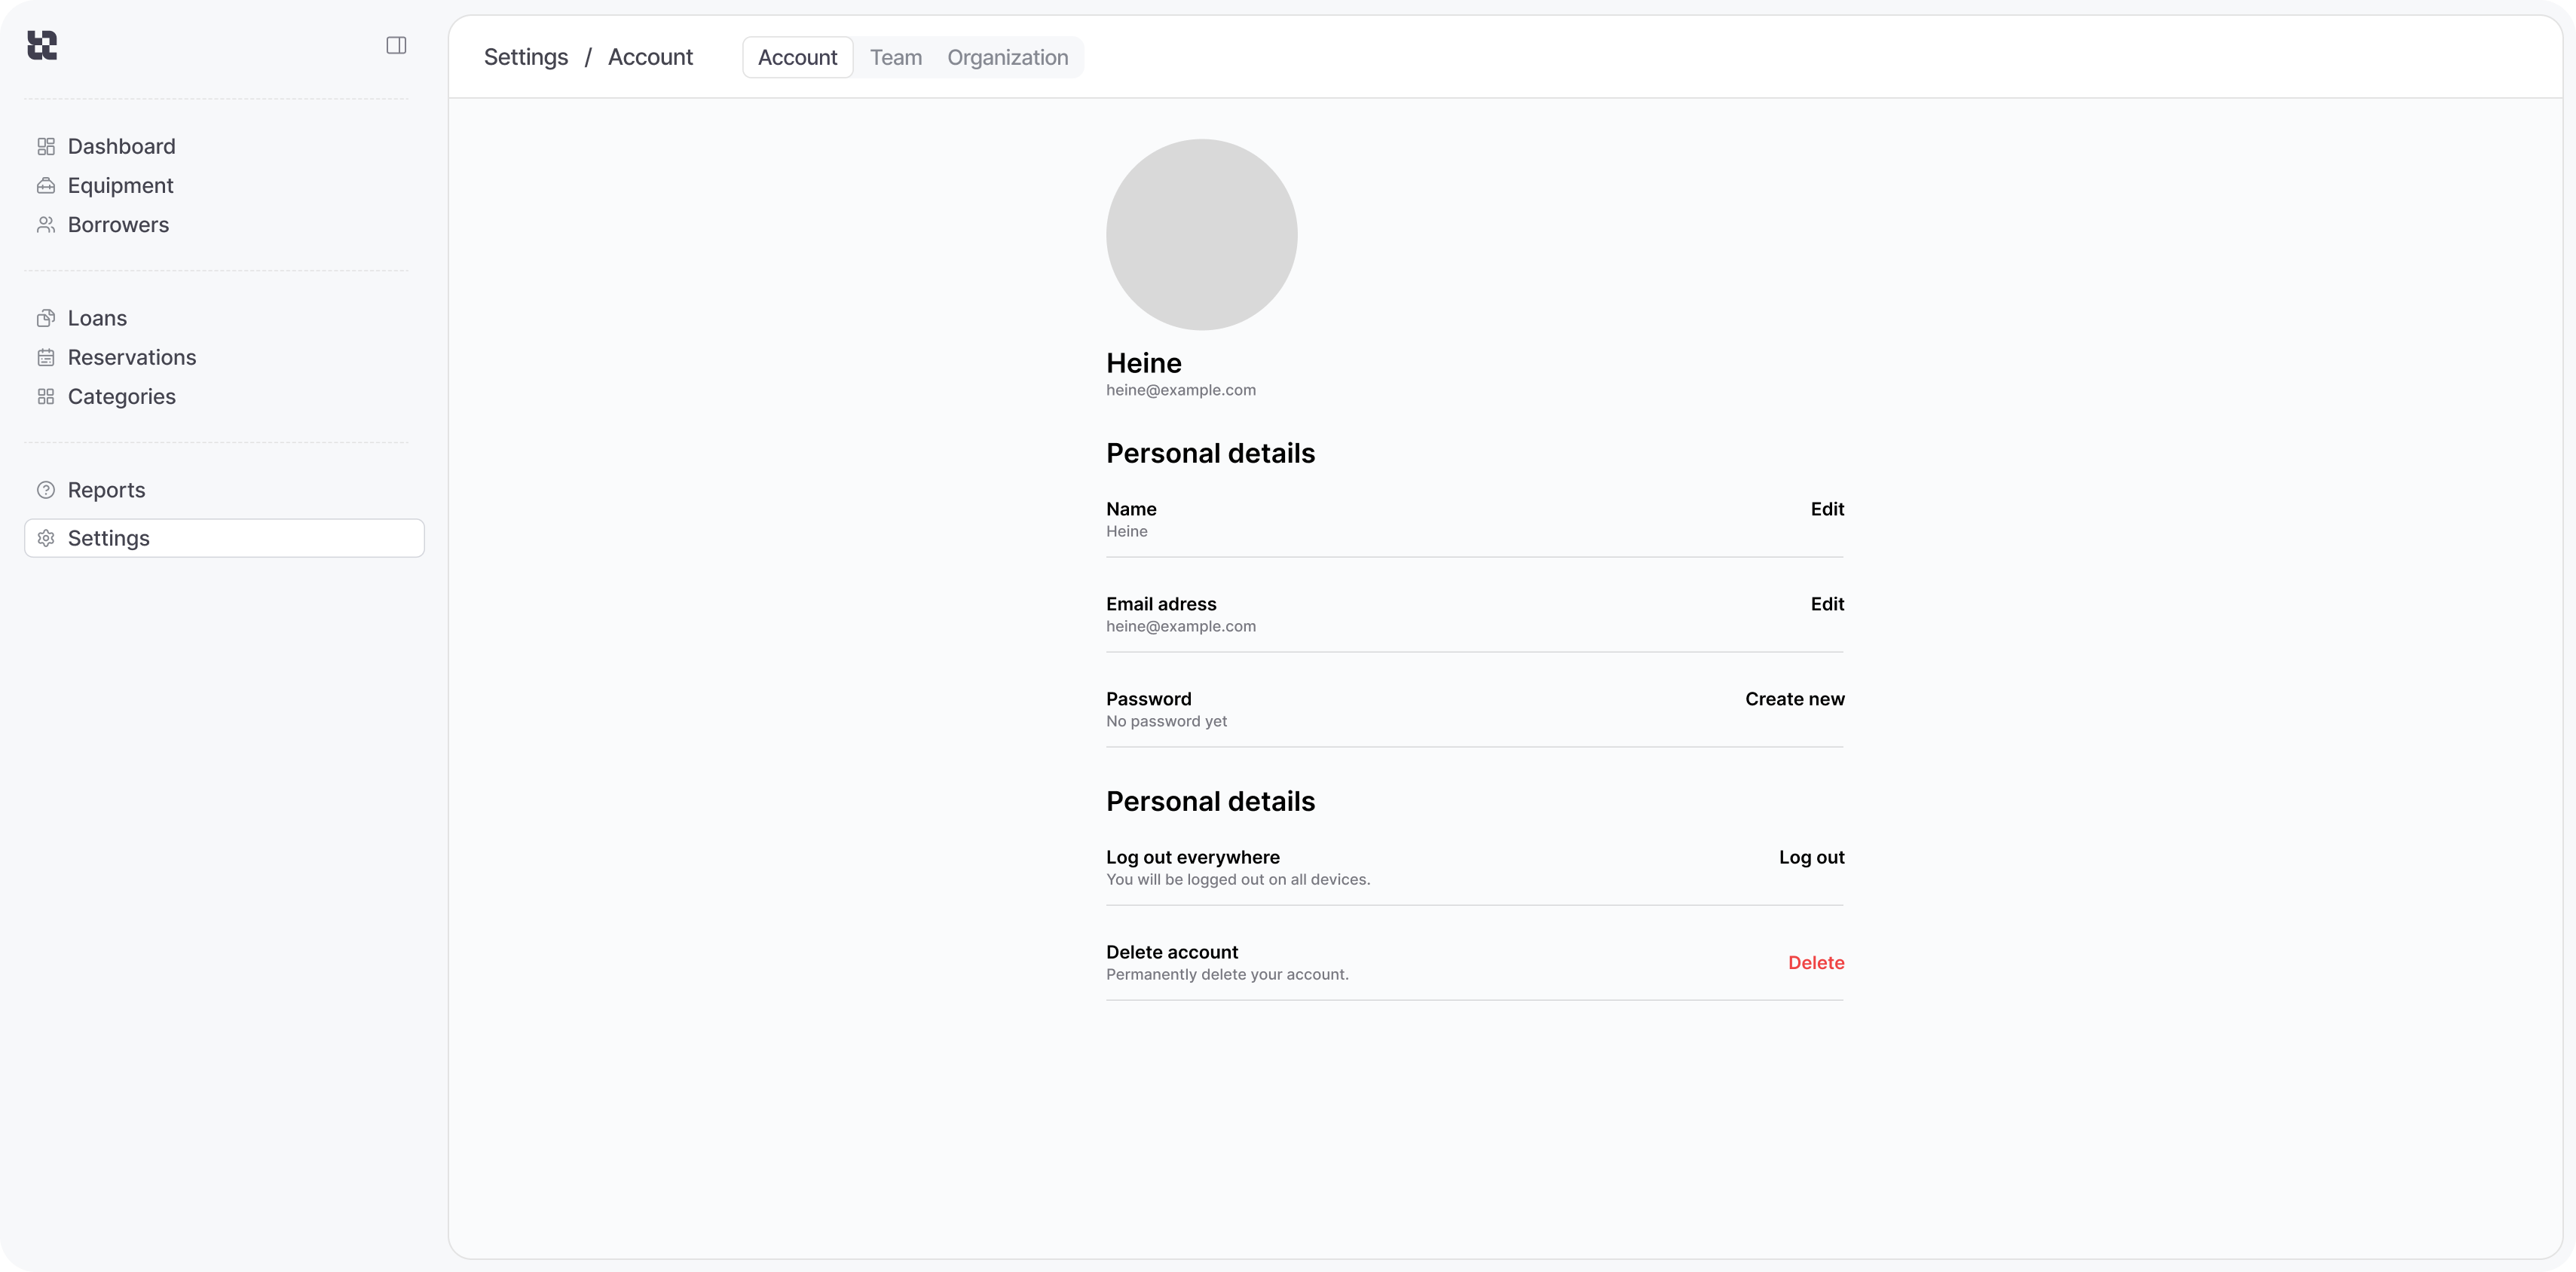 Settings / Account
Account Team Organization
Dashboard
Equipment
Borrowers
Loans
Reservations
Categories
Reports
Settings
Heine
heine@example.com
Personal details
Name Edit
Heine
Email adress Edit
heine@example.com
Password Create new
No password yet
Personal details
Log out everywhere Log out
You will be logged out on all devices.
Delete account Delete
Permanently delete your account.